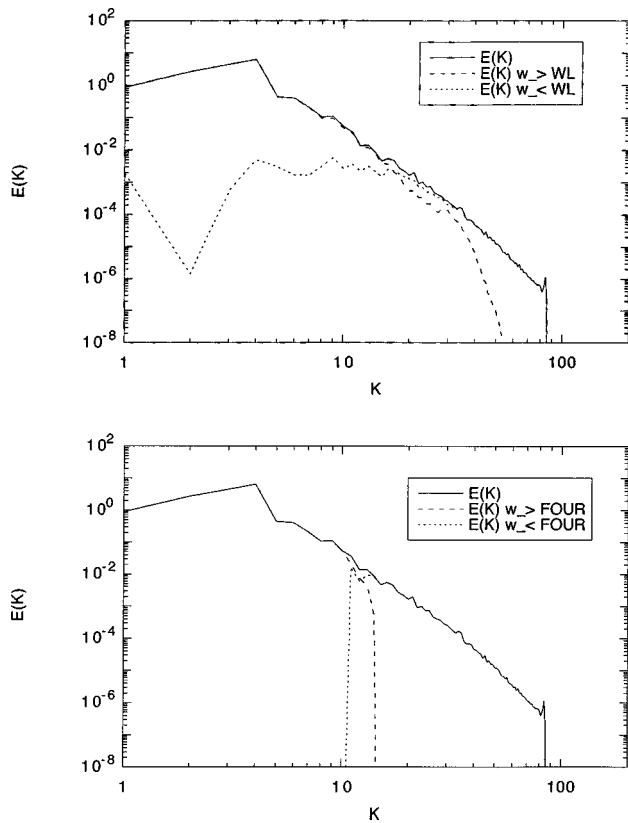 10^2
E(K)
E(K) w_> WL
E(K) w_< WL
10^0
10^-2
10^-4
10^-6
10^-8
E(K)
1
10
100
K
10^2
E(K)
E(K) w_> FOUR
E(K) w_< FOUR
10^0
10^-2
10^-4
10^-6
10^-8
E(K)
1
10
100
K